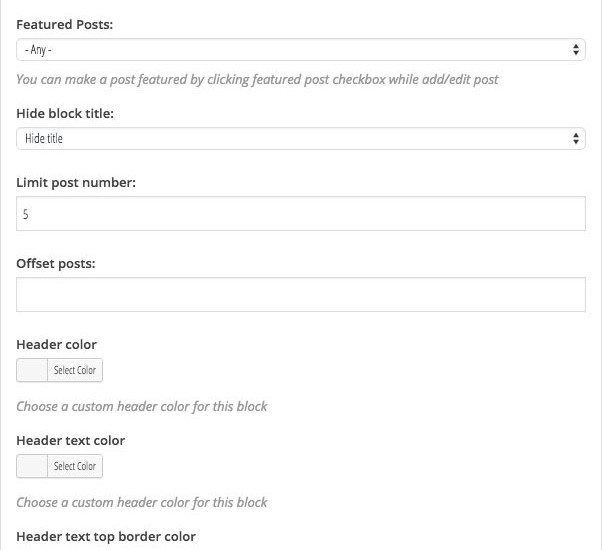 Featured Posts:
- Any -
You can make a post featured by clicking featured post checkbox while add/edit post
Hide block title:
Hide title
Limit post number:
5
Offset posts:
Header color
Select Color
Choose a custom header color for this block
Header text color
Select Color
Choose a custom header color for this block
Header text top border color